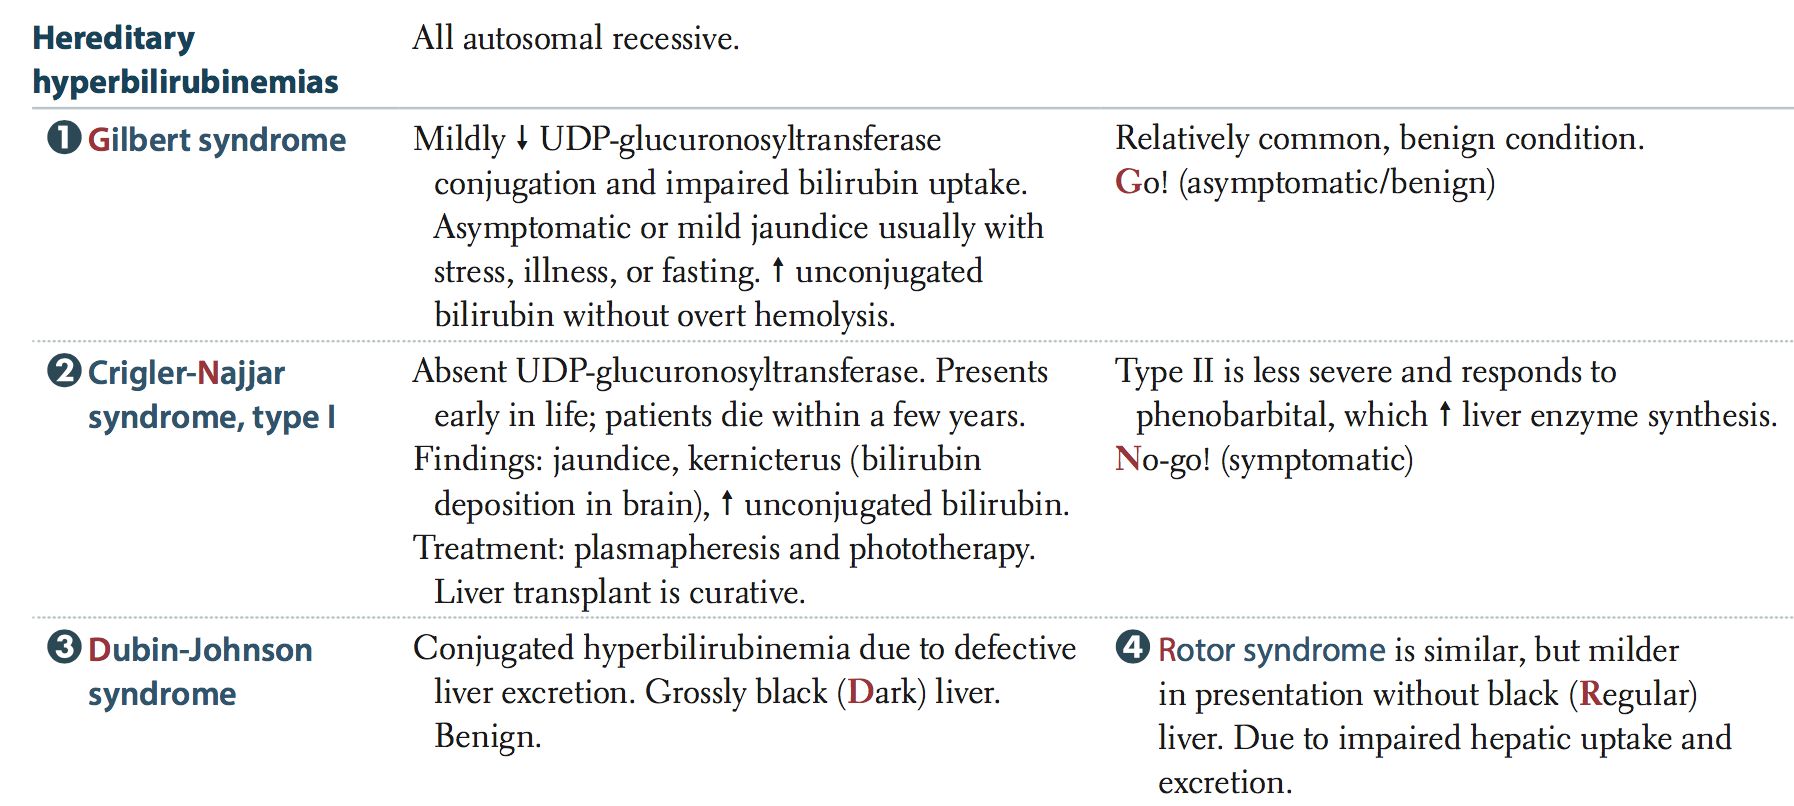 Hereditary
hyperbilirubinemias
All autosomal recessive.
1 Gilbert syndrome
Mildly ↓ UDP-glucuronosyltransferase
conjugation and impaired bilirubin uptake.
Asymptomatic or mild jaundice usually with
stress, illness, or fasting. ↑ unconjugated
bilirubin without overt hemolysis.
Relatively common, benign condition.
Go! (asymptomatic/benign)
2 Crigler-Najjar
syndrome, type I
Absent UDP-glucuronosyltransferase. Presents
early in life; patients die within a few years.
Findings: jaundice, kernicterus (bilirubin
deposition in brain), ↑ unconjugated bilirubin.
Treatment: plasmapheresis and phototherapy.
Liver transplant is curative.
Type II is less severe and responds to
phenobarbital, which ↑ liver enzyme synthesis.
No-go! (symptomatic)
3 Dubin-Johnson
syndrome
Conjugated hyperbilirubinemia due to defective
liver excretion. Grossly black (Dark) liver.
Benign.
4 Rotor syndrome is similar, but milder
in presentation without black (Regular)
liver. Due to impaired hepatic uptake and
excretion.